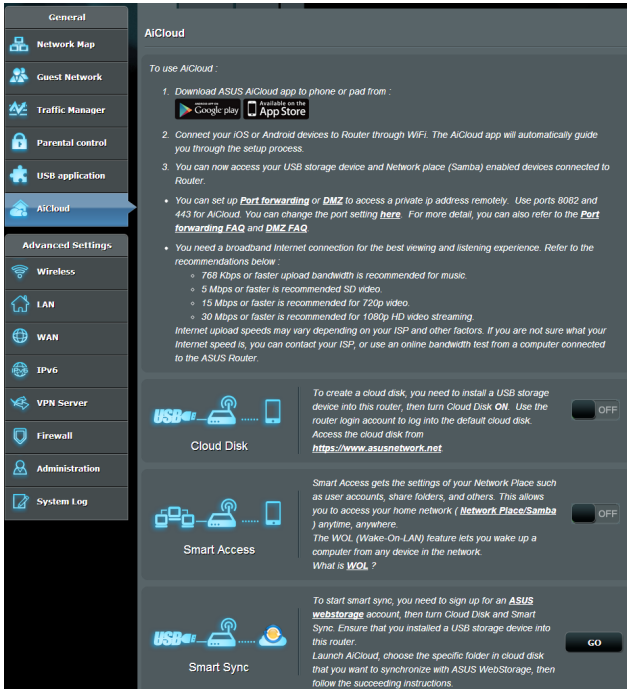 General
Network Map
Guest Network
Traffic Manager
Parental control
USB application
AiCloud
Advanced Settings
Wireless
LAN
WAN
IPv6
VPN Server
Firewall
Administration
System Log
AiCloud
To use AiCloud :
1. Download ASUS AiCloud app to phone or pad from :
ANDROID APP ON
Google play
Available on the
App Store
2. Connect your iOS or Android devices to Router through WiFi. The AiCloud app will automatically guide
you through the setup process.
3. You can now access your USB storage device and Network place (Samba) enabled devices connected to
Router.
• You can set up Port forwarding or DMZ to access a private ip address remotely. Use ports 8082 and
443 for AiCloud. You can change the port setting here. For more detail, you can also refer to the Port
forwarding FAQ and DMZ FAQ.
• You need a broadband Internet connection for the best viewing and listening experience. Refer to the
recommendations below :
◦ 768 Kbps or faster upload bandwidth is recommended for music.
◦ 5 Mbps or faster is recommended SD video.
◦ 15 Mbps or faster is recommended for 720p video.
◦ 30 Mbps or faster is recommended for 1080p HD video streaming.
Internet upload speeds may vary depending on your ISP and other factors. If you are not sure what your
Internet speed is, you can contact your ISP, or use an online bandwidth test from a computer connected
to the ASUS Router.
USB
Cloud Disk
To create a cloud disk, you need to install a USB storage
device into this router, then turn Cloud Disk ON. Use the
router login account to log into the default cloud disk.
Access the cloud disk from
https://www.asusnetwork.net.
OFF
Smart Access
Smart Access gets the settings of your Network Place such
as user accounts, share folders, and others. This allows
you to access your home network ( Network Place/Samba
) anytime, anywhere.
The WOL (Wake-On-LAN) feature lets you wake up a
computer from any device in the network.
What is WOL ?
OFF
USB
Smart Sync
To start smart sync, you need to sign up for an ASUS
webstorage account, then turn Cloud Disk and Smart
Sync. Ensure that you installed a USB storage device into
this router.
Launch AiCloud, choose the specific folder in cloud disk
that you want to synchronize with ASUS WebStorage, then
follow the succeeding instructions.
GO